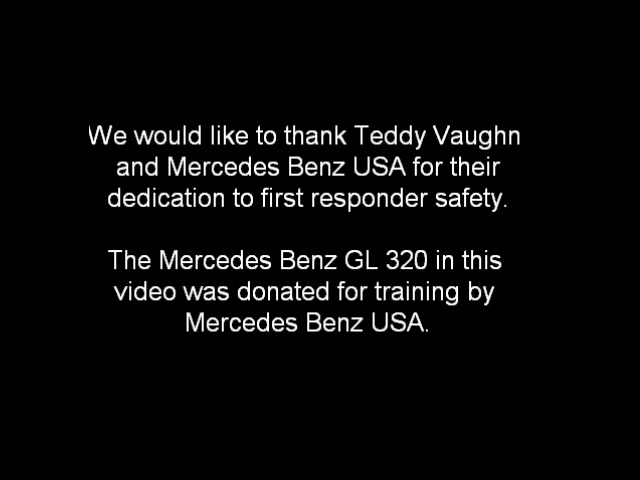 We would like to thank Teddy Vaughn
and Mercedes Benz USA for their
dedication to first responder safety.
The Mercedes Benz GL 320 in this
video was donated for training by
Mercedes Benz USA.